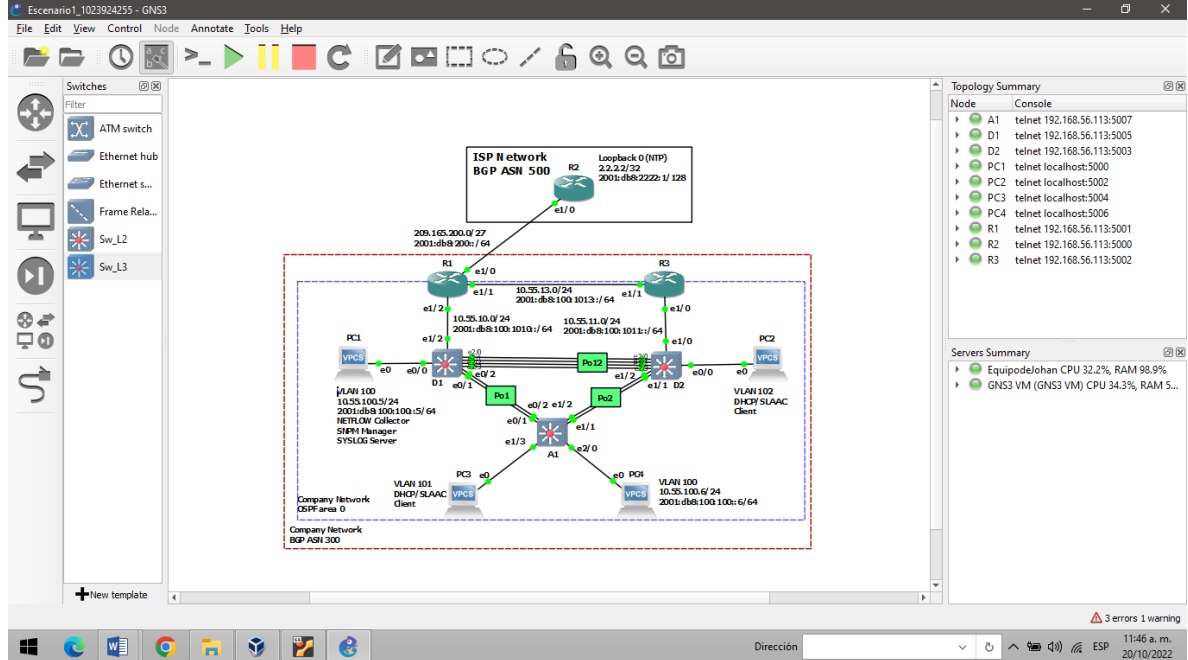 Escenario1_1023924255 - GNS3
File Edit View Control Node Annotate Tools Help
Switches
Filter
ATM switch
Ethernet hub
Ethernet s...
Frame Rela...
Sw_L2
Sw_L3
New template
ISP Network
BGP ASN 500
R2
Loopback 0 (NTP)
2.2.2.2/32
2001:db8:2222:1/128
e1/0
209.165.200.0/27
2001:db8:200::/64
R1
e1/0
R3
e1/1
10.55.13.0/24
2001:db8:100:1013::/64
e1/1
e1/2
e1/0
10.55.10.0/24
2001:db8:100:1010::/64
10.55.11.0/24
2001:db8:100:1011::/64
PC1
e1/2
e1/0
PC2
VPCS
e0
e0/0
e2/0
Po12
e1/2
e0/0
e0
VPCS
D1
e0/1
e0/2
e1/1
D2
VLAN 100
10.55.100.5/24
2001:db8:100:100::5/64
NETFLOW Collector
SNPM Manager
SYSLOG Server
Po1
Po2
VLAN 102
DHCP/SLAAC
Client
e0/2
e1/2
e0/1
e1/1
e1/3
A1
e2/0
PC3
e0
VLAN 101
DHCP/SLAAC
Client
VPCS
e0
PC4
VPCS
VLAN 100
10.55.100.6/24
2001:db8:100:100::6/64
Company Network
OSPF area 0
Company Network
BGP ASN 300
Topology Summary
Node Console
A1 telnet 192.168.56.113:5007
D1 telnet 192.168.56.113:5005
D2 telnet 192.168.56.113:5003
PC1 telnet localhost:5000
PC2 telnet localhost:5002
PC3 telnet localhost:5004
PC4 telnet localhost:5006
R1 telnet 192.168.56.113:5001
R2 telnet 192.168.56.113:5000
R3 telnet 192.168.56.113:5002
Servers Summary
EquipodeJohan CPU 32.2%, RAM 98.9%
GNS3 VM (GNS3 VM) CPU 34.3%, RAM 5...
3 errors 1 warning
Dirección
ESP
11:46 a. m.
20/10/2022